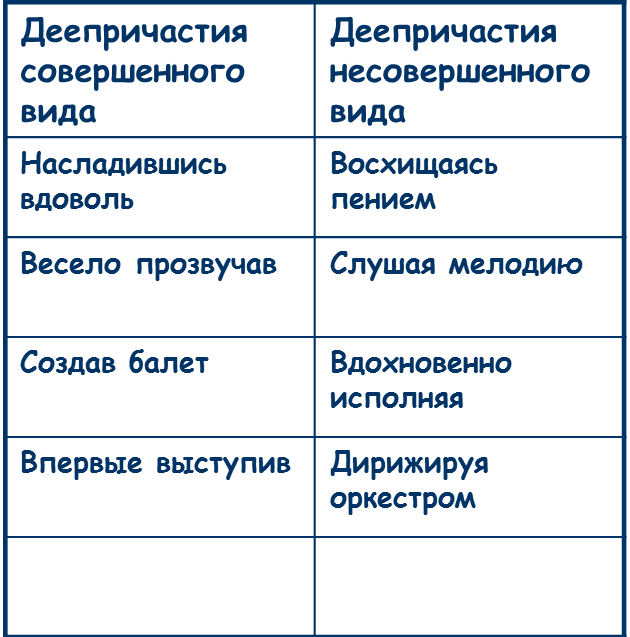 Деепричастия
совершенного
вида
Деепричастия
несовершенного
вида
Насладившись
вдоволь
Восхищаясь
пением
Весело прозвучав
Слушая мелодию
Создав балет
Вдохновенно
исполняя
Впервые выступив
Дирижируя
оркестром